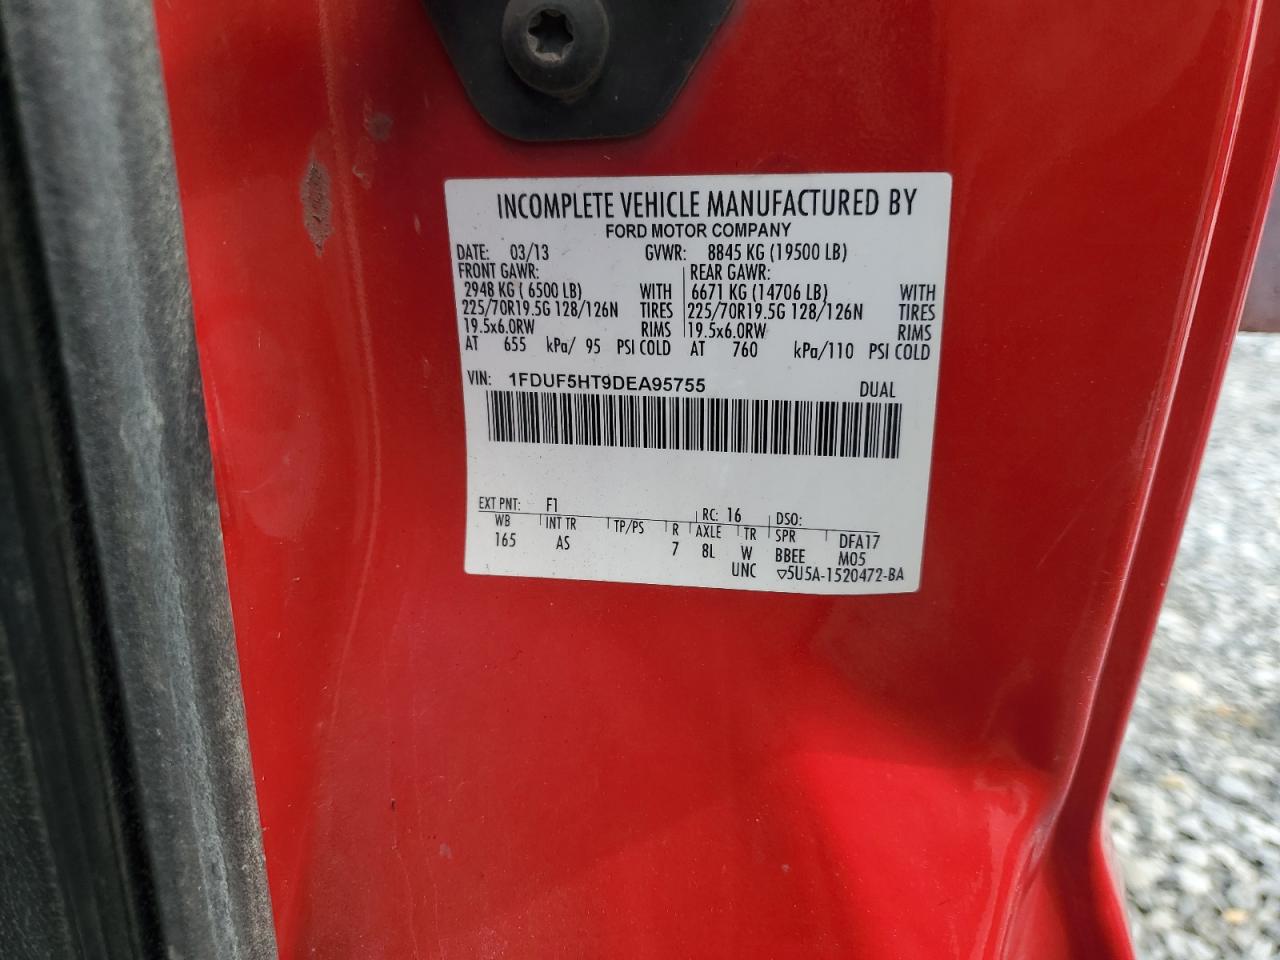 INCOMPLETE VEHICLE MANUFACTURED BY
FORD MOTOR COMPANY
DATE: 03/13 GVWR: 8845 KG (19500 LB)
FRONT GAWR: REAR GAWR:
2948 KG ( 6500 LB) WITH 6671 KG (14706 LB) WITH
225/70R19.5G 128/126N TIRES 225/70R19.5G 128/126N TIRES
19.5x6.0RW RIMS 19.5x6.0RW RIMS
AT 655 kPa/ 95 PSI COLD AT 760 kPa/110 PSI COLD
VIN: 1FDUF5HT9DEA95755 DUAL
EXT PNT: F1 RC: 16 DSO:
WB INT TR TP/PS R AXLE TR SPR DFA17
165 AS 7 8L W BBEE M05
UNC ▽5U5A-1520472-BA